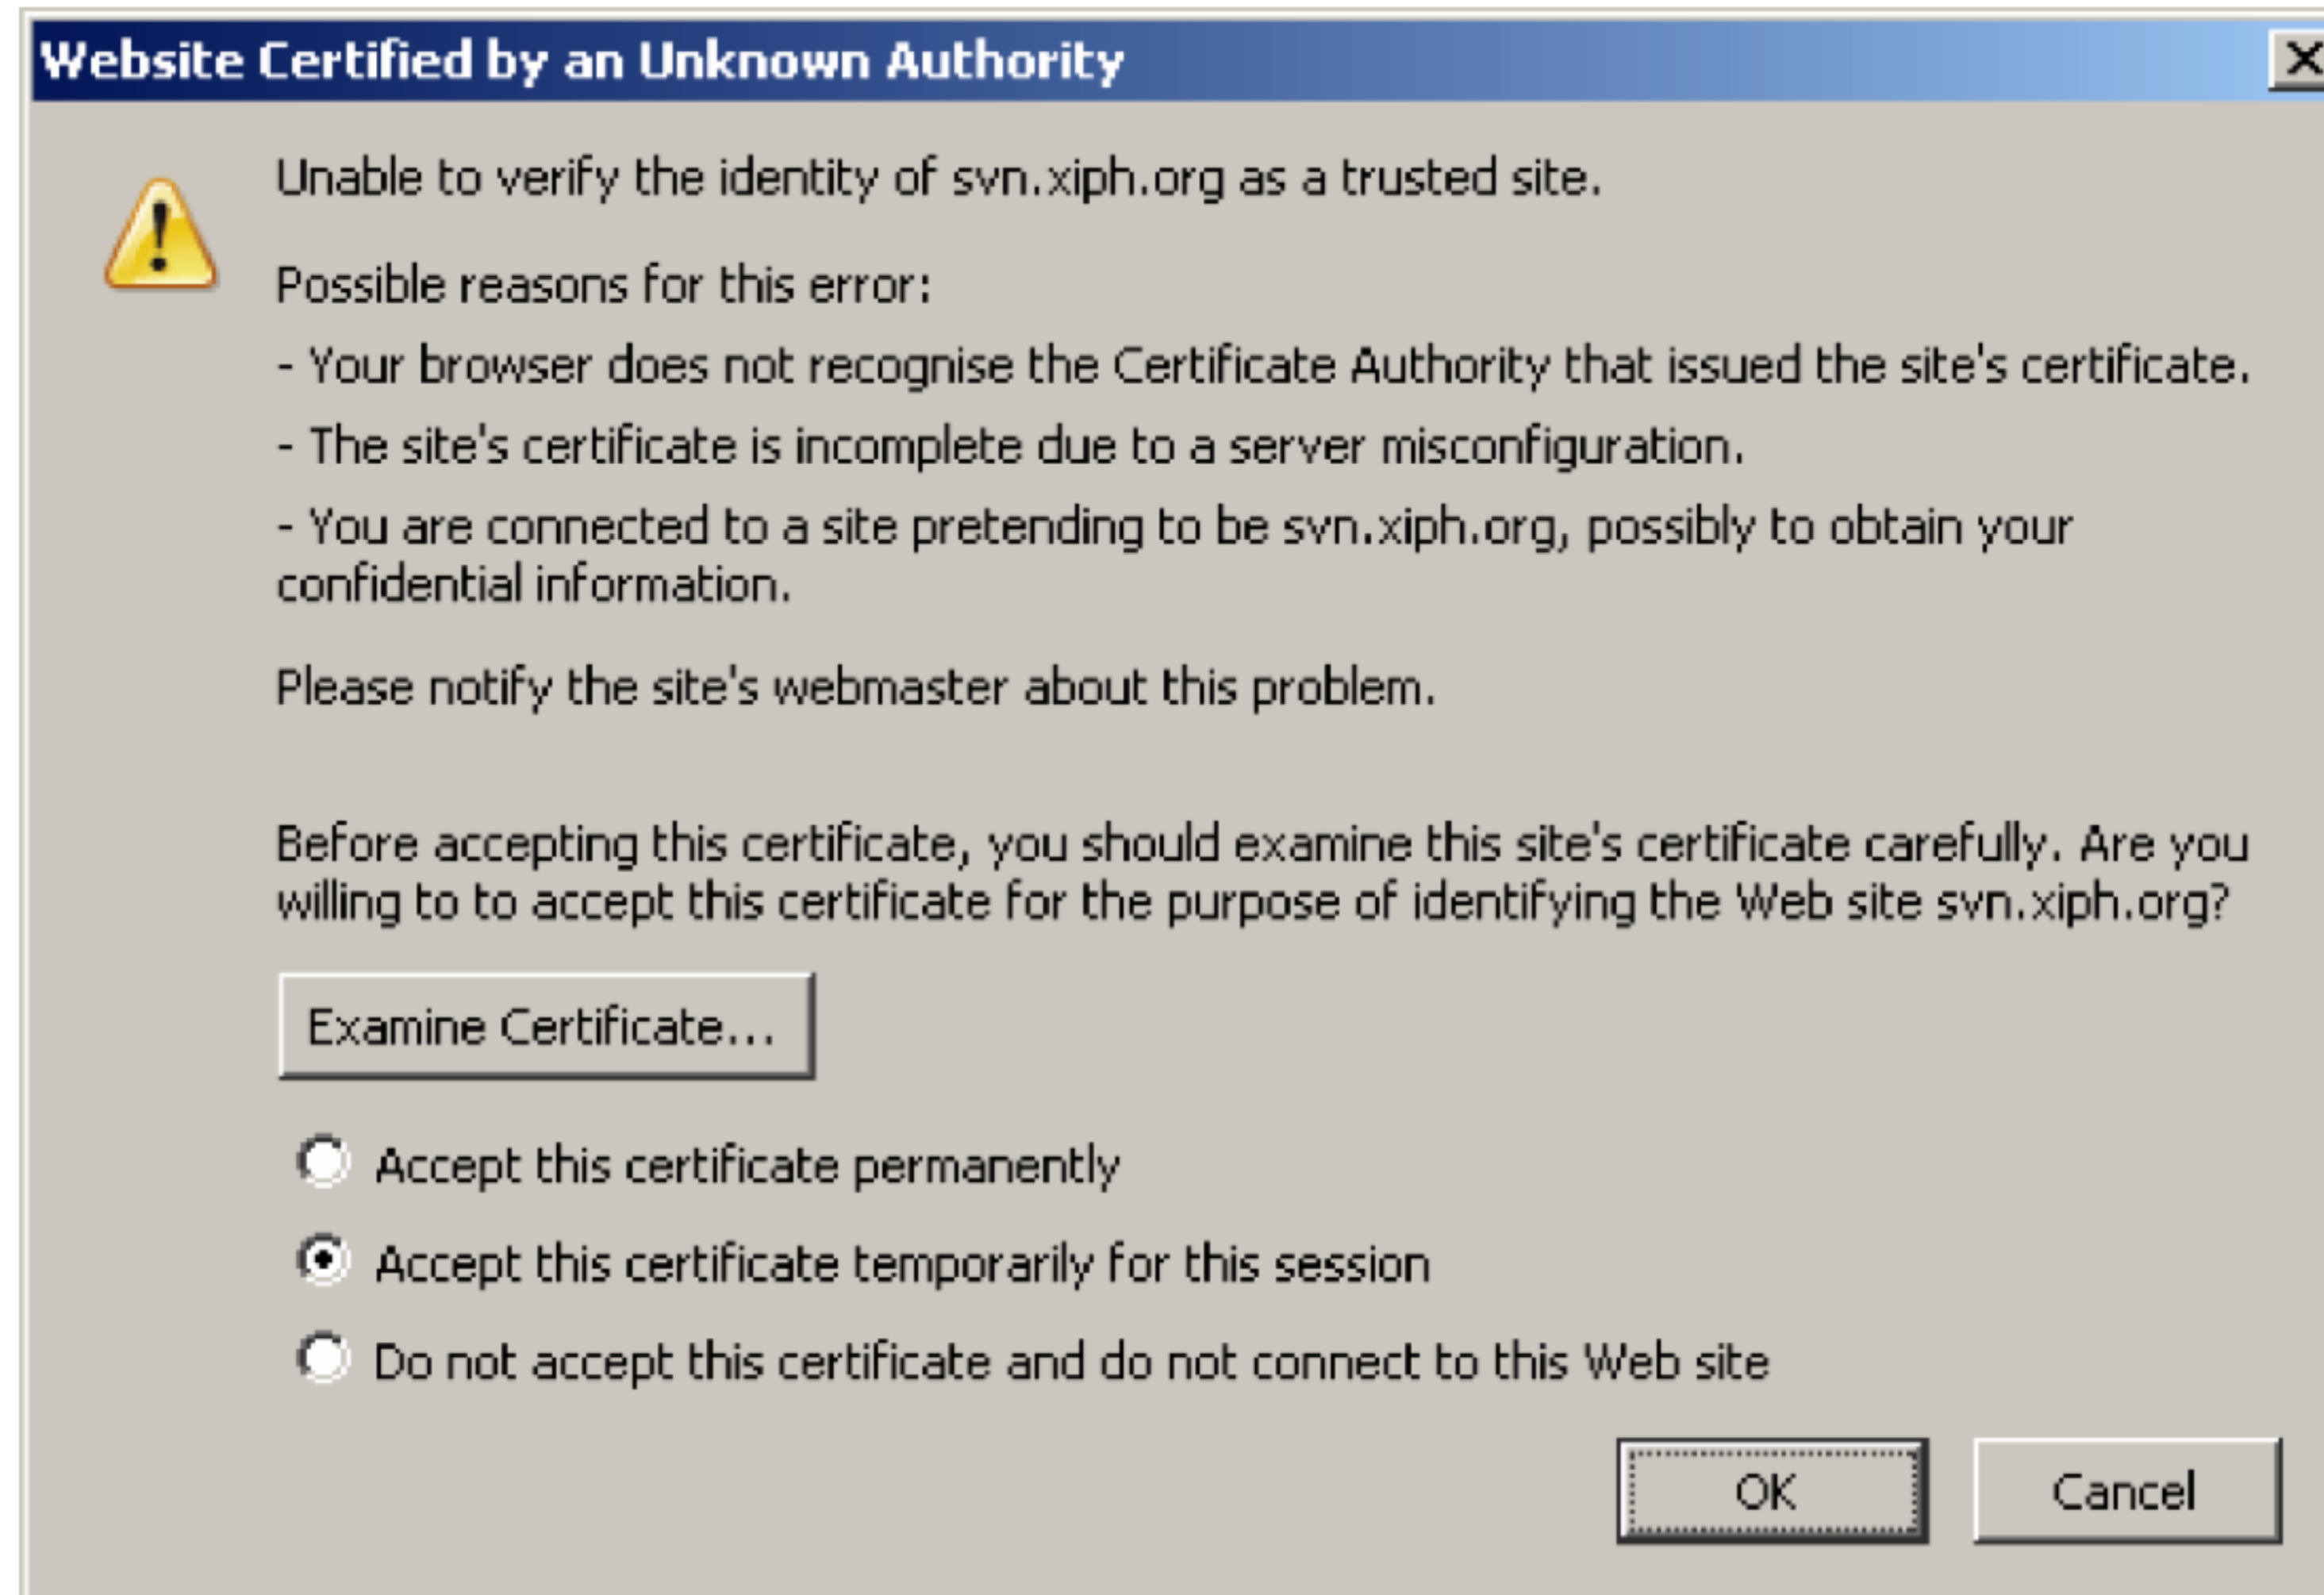 Website Certified by an Unknown Authority
Unable to verify the identity of svn.xiph.org as a trusted site.
Possible reasons for this error:
- Your browser does not recognise the Certificate Authority that issued the site's certificate.
- The site's certificate is incomplete due to a server misconfiguration.
- You are connected to a site pretending to be svn.xiph.org, possibly to obtain your
confidential information.
Please notify the site's webmaster about this problem.
Before accepting this certificate, you should examine this site's certificate carefully. Are you
willing to to accept this certificate for the purpose of identifying the Web site svn.xiph.org?
Examine Certificate...
Accept this certificate permanently
Accept this certificate temporarily for this session
Do not accept this certificate and do not connect to this Web site
OK
Cancel